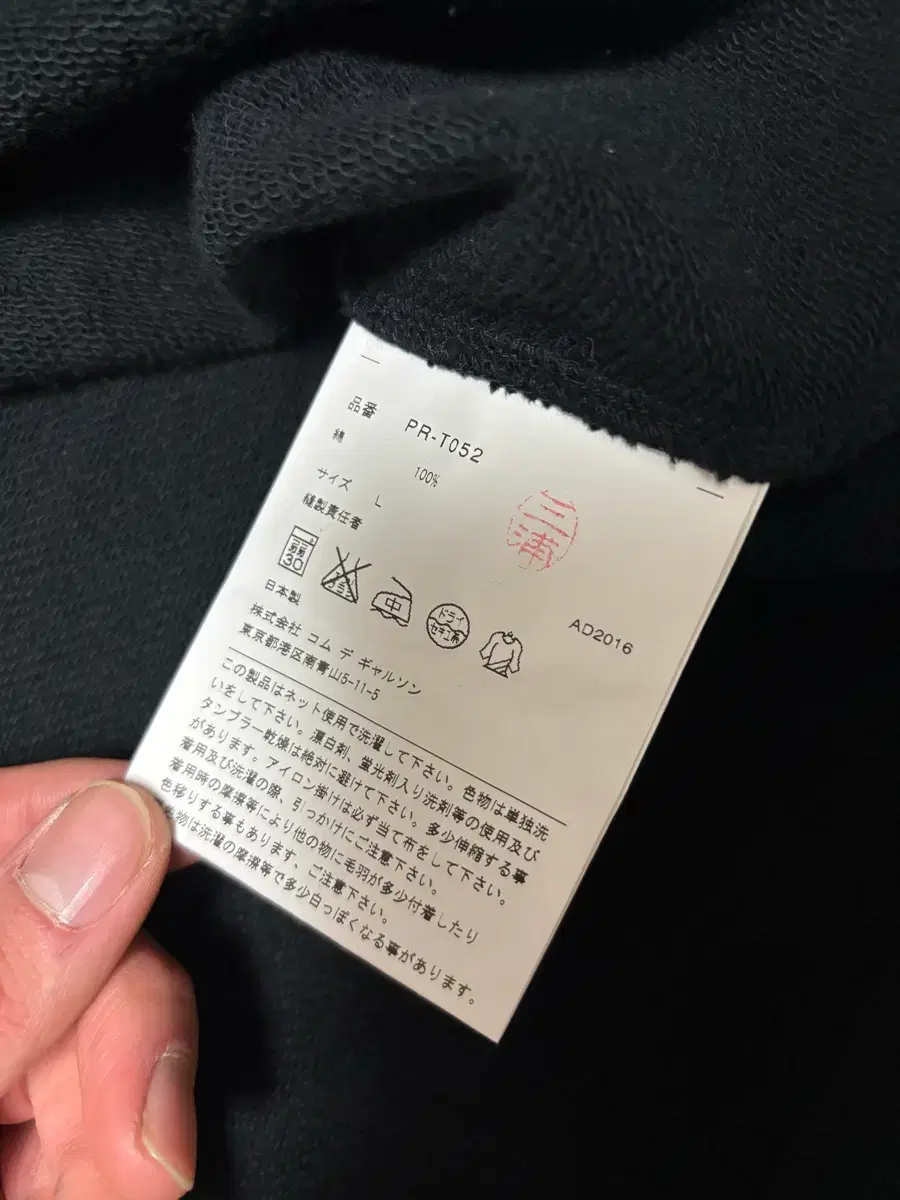 品番 PR-T052
綿 100%
サイズ L
縫製責任者
三浦
弱 30
エンソ
中
ドライ
セキユ系
日本製
AD2016
株式会社 コム デ ギャルソン
東京都港区南青山5-11-5
この製品はネット使用で洗濯して下さい。色物は単独洗
いをして下さい。漂白剤、蛍光剤入り洗剤等の使用及び
タンブラー乾燥は絶対に避けて下さい。多少伸縮する事
があります。アイロン掛けは必ず当て布をして下さい。
着用及び洗濯の際、引っかけにご注意下さい。
着用時の摩擦等により他の物に毛羽が多少付着したり
色移りする事もあります、ご注意下さい。
物は洗濯の摩擦等で多少白っぽくなる事があります。